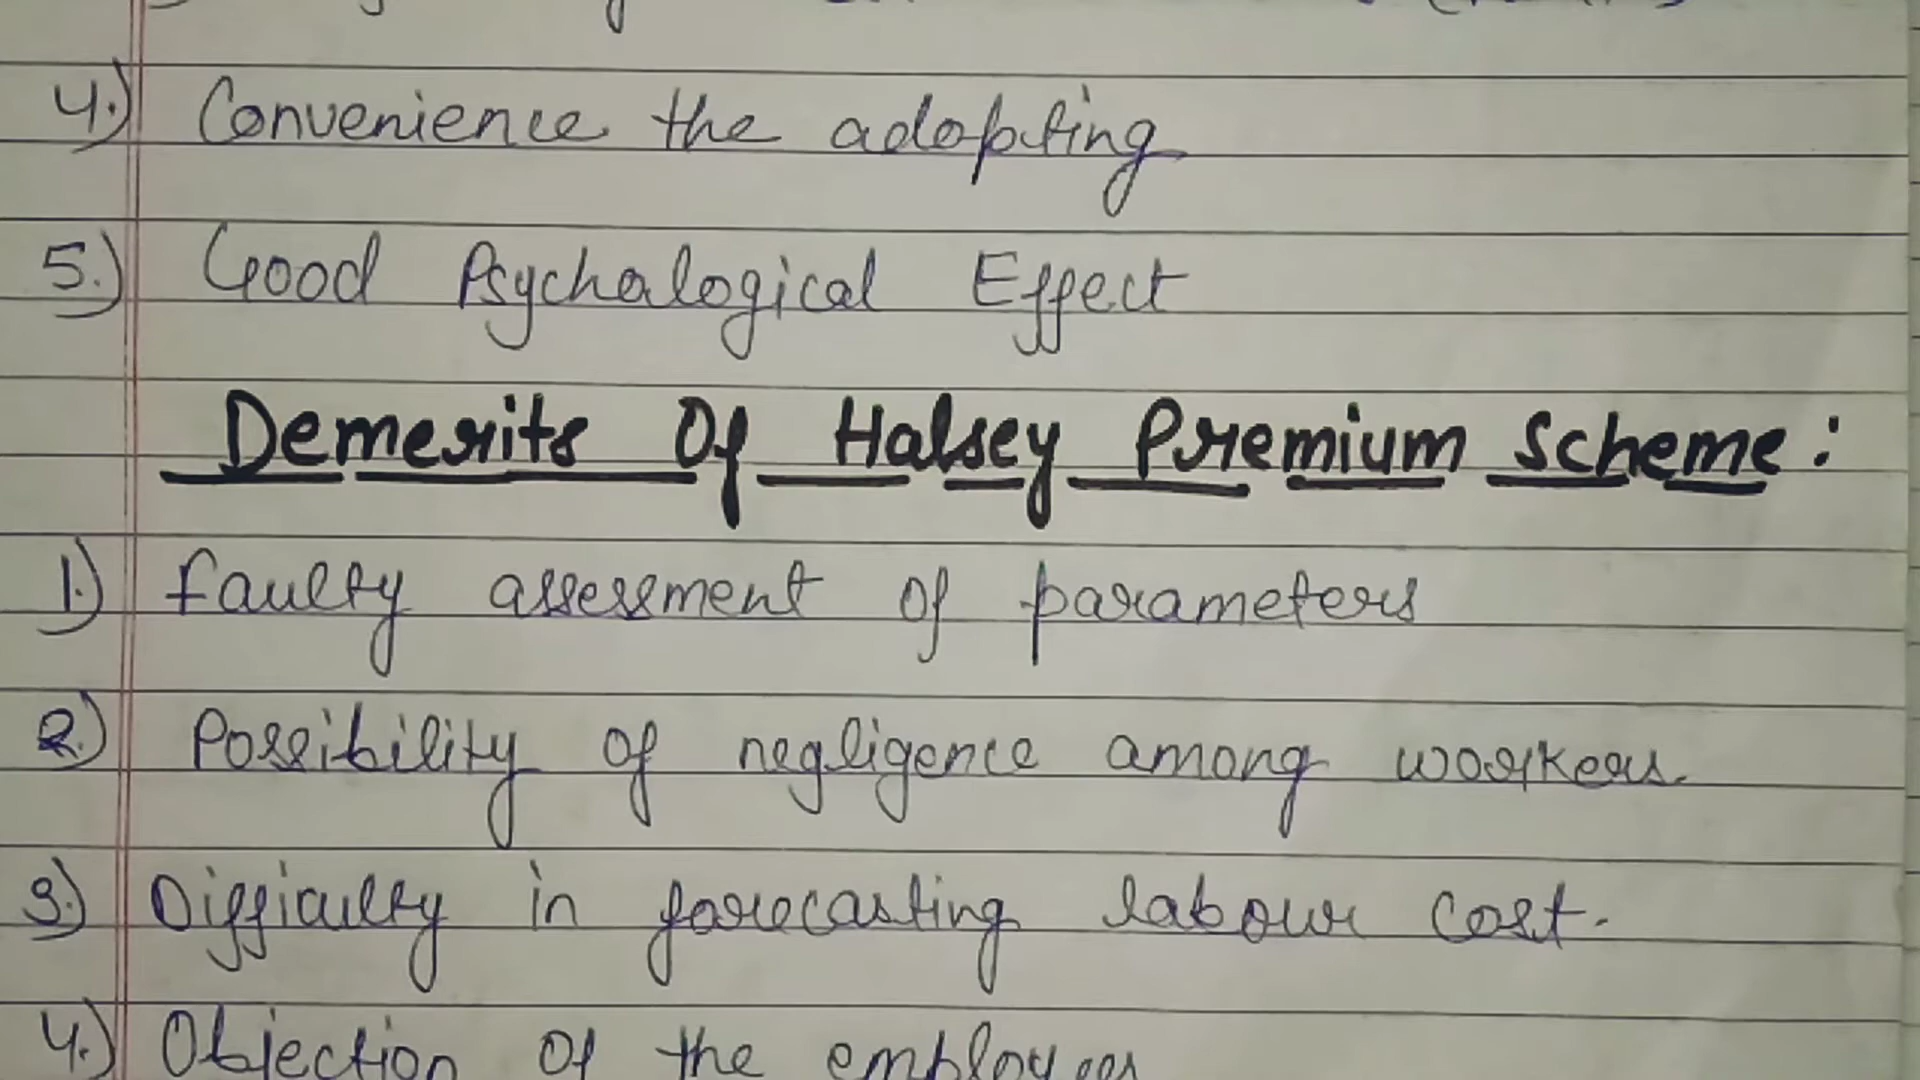 4.) Convenience the adopting
5.) Good Psychalogical Effect
Demerits Of Halsey Premium Scheme:
1.) Faulty assessment of parameters
2.) Possibility of negligence among workers.
3.) Difficulty in forecasting labour cost.
4.) Objection of the employees